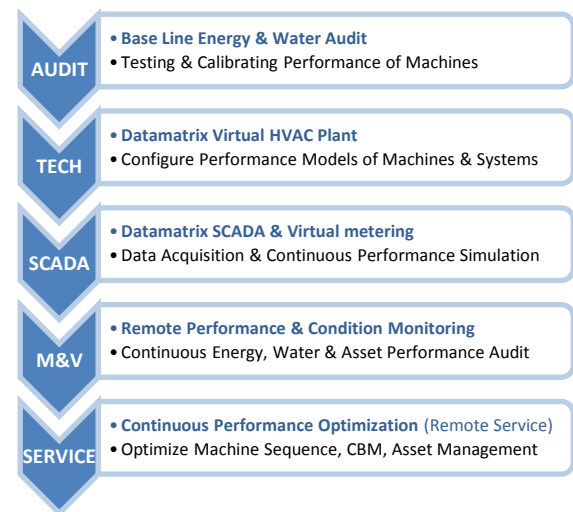 AUDIT
• Base Line Energy & Water Audit
• Testing & Calibrating Performance of Machines
TECH
• Datamatrix Virtual HVAC Plant
• Configure Performance Models of Machines & Systems
SCADA
• Datamatrix SCADA & Virtual metering
• Data Acquisition & Continuous Performance Simulation
M&V
• Remote Performance & Condition Monitoring
• Continuous Energy, Water & Asset Performance Audit
SERVICE
• Continuous Performance Optimization (Remote Service)
• Optimize Machine Sequence, CBM, Asset Management